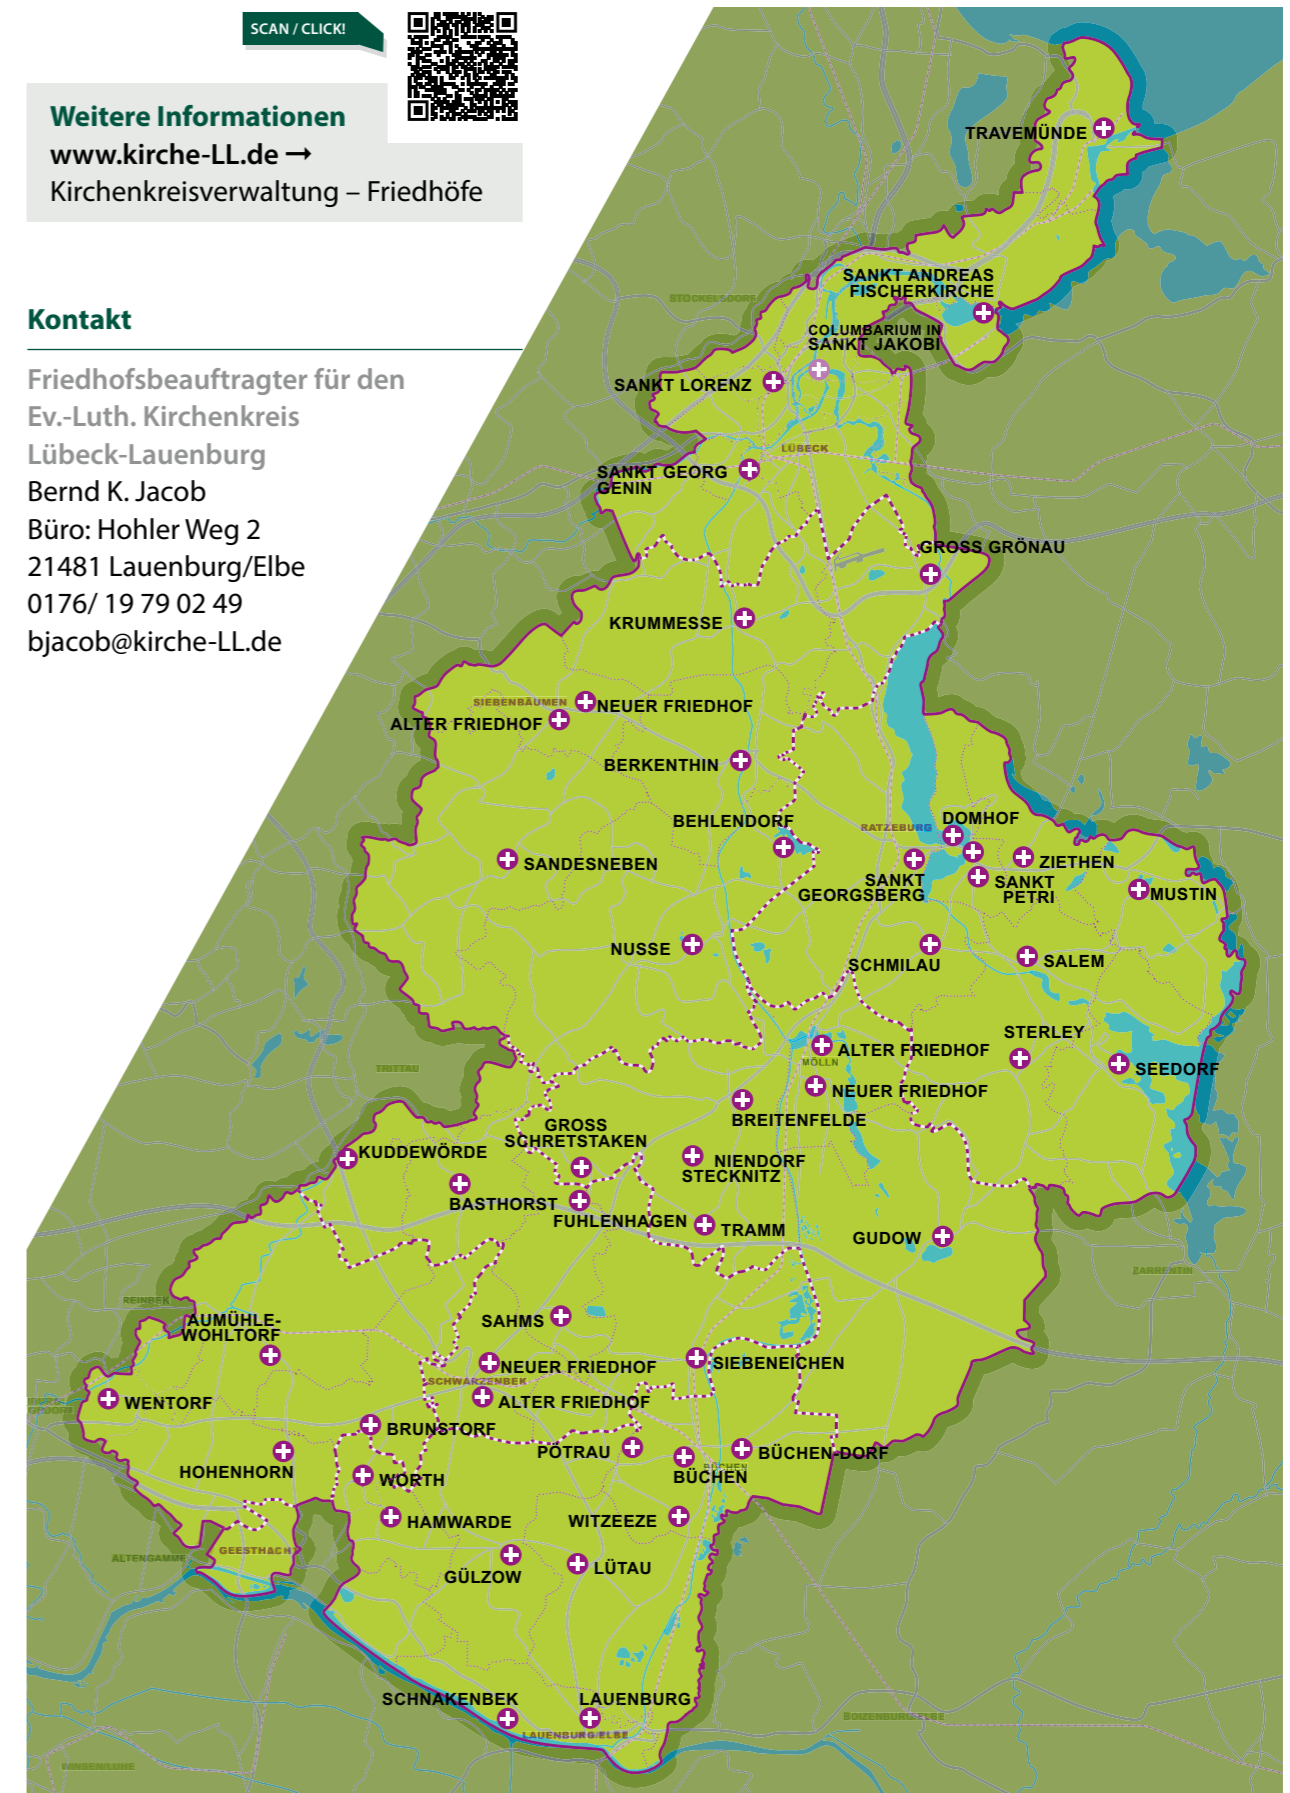 SCAN / CLICK!
Weitere Informationen
www.kirche-LL.de →
Kirchenkreisverwaltung – Friedhöfe
Kontakt
Friedhofsbeauftragter für den
Ev.-Luth. Kirchenkreis
Lübeck-Lauenburg
Bernd K. Jacob
Büro: Hohler Weg 2
21481 Lauenburg/Elbe
0176/ 19 79 02 49
bjacob@kirche-LL.de
TRAVEMÜNDE
SANKT ANDREAS
FISCHERKIRCHE
STOCKELSDORF
COLUMBARIUM IN
SANKT JAKOBI
SANKT LORENZ
LÜBECK
SANKT GEORG
GENIN
GROSS GRÖNAU
KRUMMESSE
SIEBENBÄUMEN
NEUER FRIEDHOF
ALTER FRIEDHOF
BERKENTHIN
BEHLENDORF
RATZEBURG
DOMHOF
SANDESNEBEN
ZIETHEN
SANKT
GEORGSBERG
SANKT
PETRI
MUSTIN
NUSSE
SCHMILAU
SALEM
STERLEY
ALTER FRIEDHOF
MÖLLN
TRITTAU
SEEDORF
NEUER FRIEDHOF
BREITENFELDE
GROSS
SCHRETSTAKEN
KUDDEWÖRDE
NIENDORF
STECKNITZ
BASTHORST
FUHLENHAGEN
TRAMM
GUDOW
ZARRENTIN
REINBEK
AUMÜHLE-
WOHLTORF
SAHMS
NEUER FRIEDHOF
SIEBENEICHEN
SCHWARZENBEK
WENTORF
ALTER FRIEDHOF
BRUNSTORF
PÖTRAU
BÜCHEN-DORF
BÜCHEN
BÜCHEN
HOHENHORN
WORTH
HAMWARDE
WITZEEZE
GEESTHACHT
ALTENGAMME
GÜLZOW
LÜTAU
SCHNAKENBEK
LAUENBURG
LAUENBURG/ELBE
BOIZENBURG/ELBE
WINSEN/LUHE